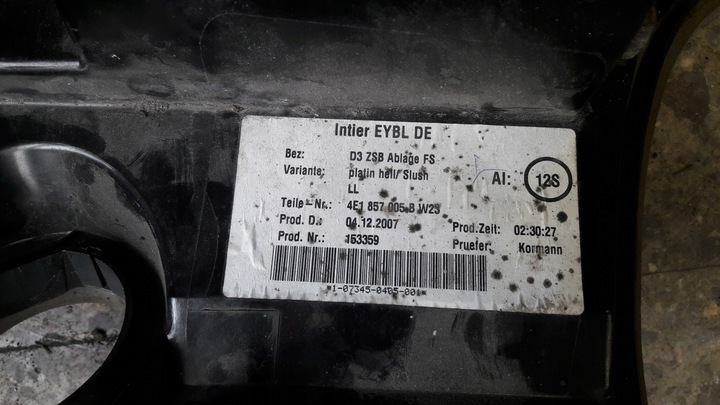 Intier EYBL DE
Bez: D3 ZSB Ablage FS
Variante: platin hell/ Slush
LL
AI: 12S
Teile-Nr.: 4E1 857 005 B W23
Prod. D.: 04.12.2007 Prod.Zeit: 02:30:27
Prod. Nr.: 153359 Pruefer: Kormann
*1-07345-0405-001*